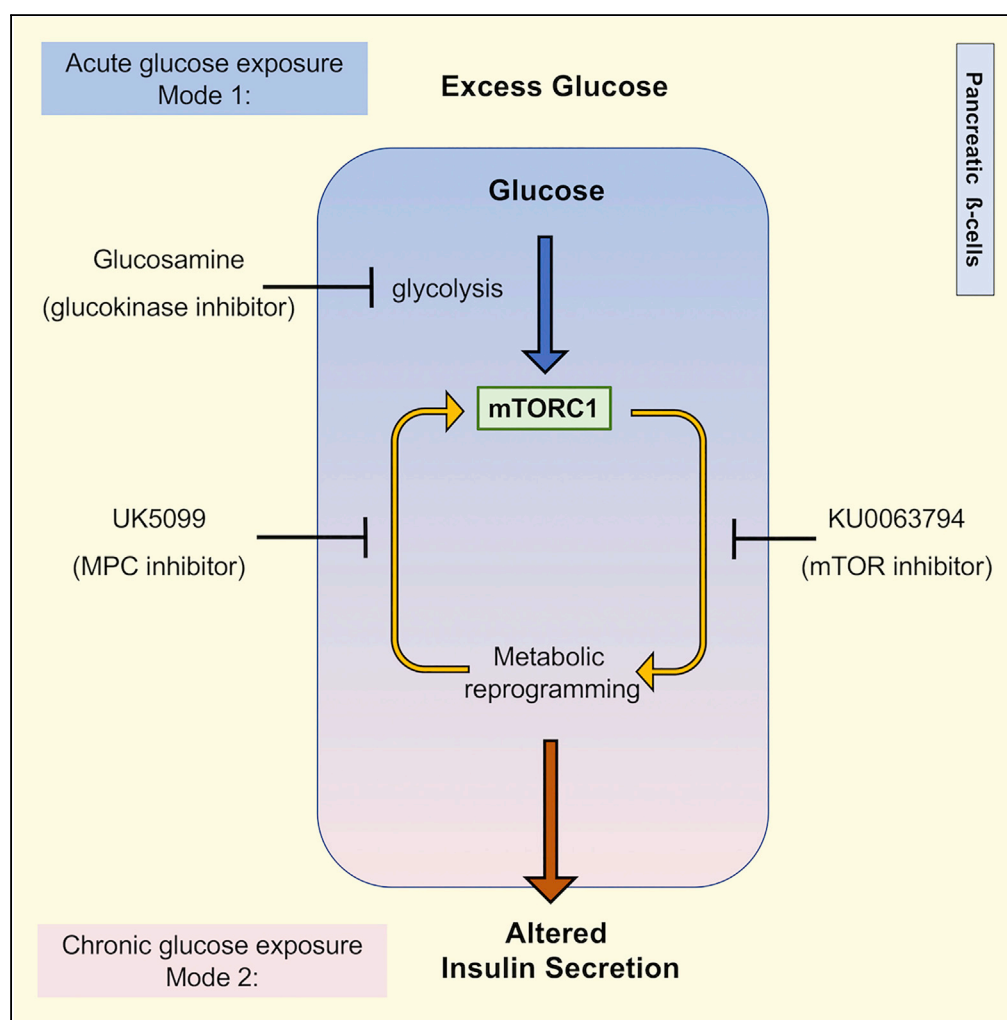 Acute glucose exposure
Mode 1:
Excess Glucose
Pancreatic ß-cells
Glucose
Glucosamine
(glucokinase inhibitor)
glycolysis
mTORC1
UK5099
(MPC inhibitor)
KU0063794
(mTOR inhibitor)
Metabolic
reprogramming
Chronic glucose exposure
Mode 2:
Altered
Insulin Secretion